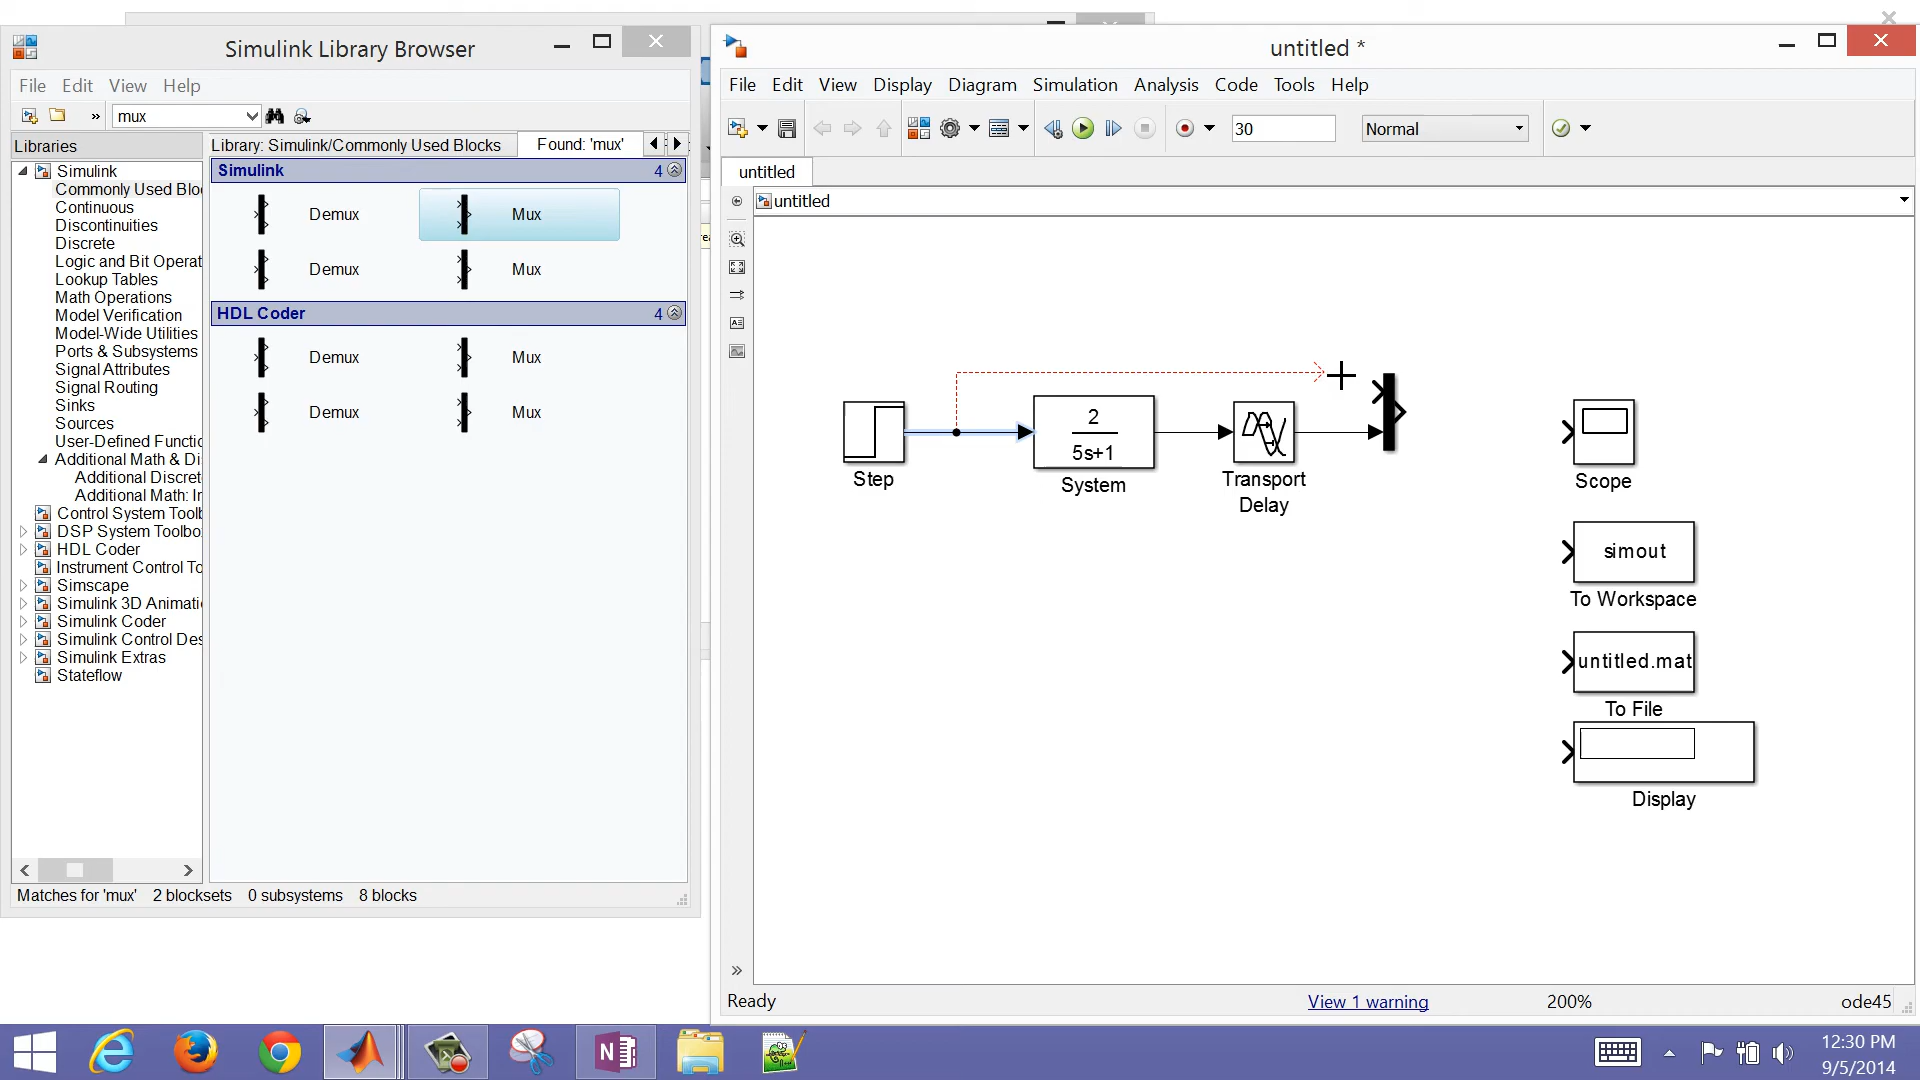 Simulink Library Browser
File Edit View Help
» mux
Libraries
Library: Simulink/Commonly Used Blocks
Found: 'mux'
Simulink
Commonly Used Blo
Continuous
Discontinuities
Discrete
Logic and Bit Operat
Lookup Tables
Math Operations
Model Verification
Model-Wide Utilities
Ports & Subsystems
Signal Attributes
Signal Routing
Sinks
Sources
User-Defined Functio
Additional Math & Di
Additional Discret
Additional Math: Ir
Control System Toolb
DSP System Toolbo
HDL Coder
Instrument Control To
Simscape
Simulink 3D Animati
Simulink Coder
Simulink Control Des
Simulink Extras
Stateflow
Simulink 4
Demux Mux
Demux Mux
HDL Coder 4
Demux Mux
Demux Mux
Matches for 'mux' 2 blocksets 0 subsystems 8 blocks
untitled *
File Edit View Display Diagram Simulation Analysis Code Tools Help
30 Normal
untitled
untitled
Step
2
5s+1
System
Transport
Delay
Scope
simout
To Workspace
untitled.mat
To File
Display
»
Ready View 1 warning 200% ode45
12:30 PM
9/5/2014